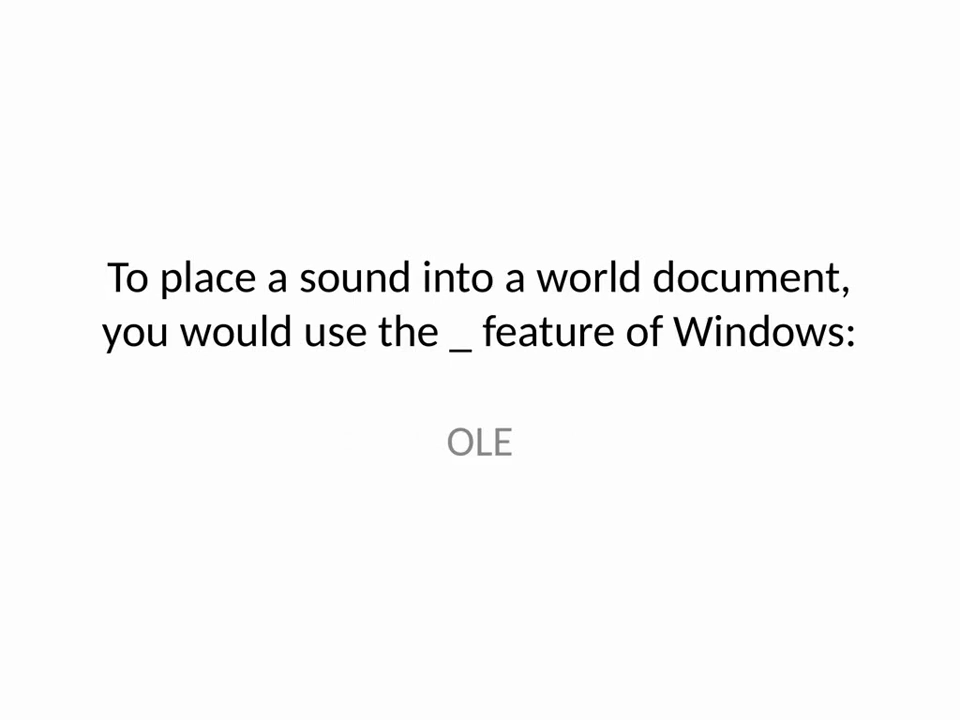 To place a sound into a world document,
you would use the _ feature of Windows:
OLE